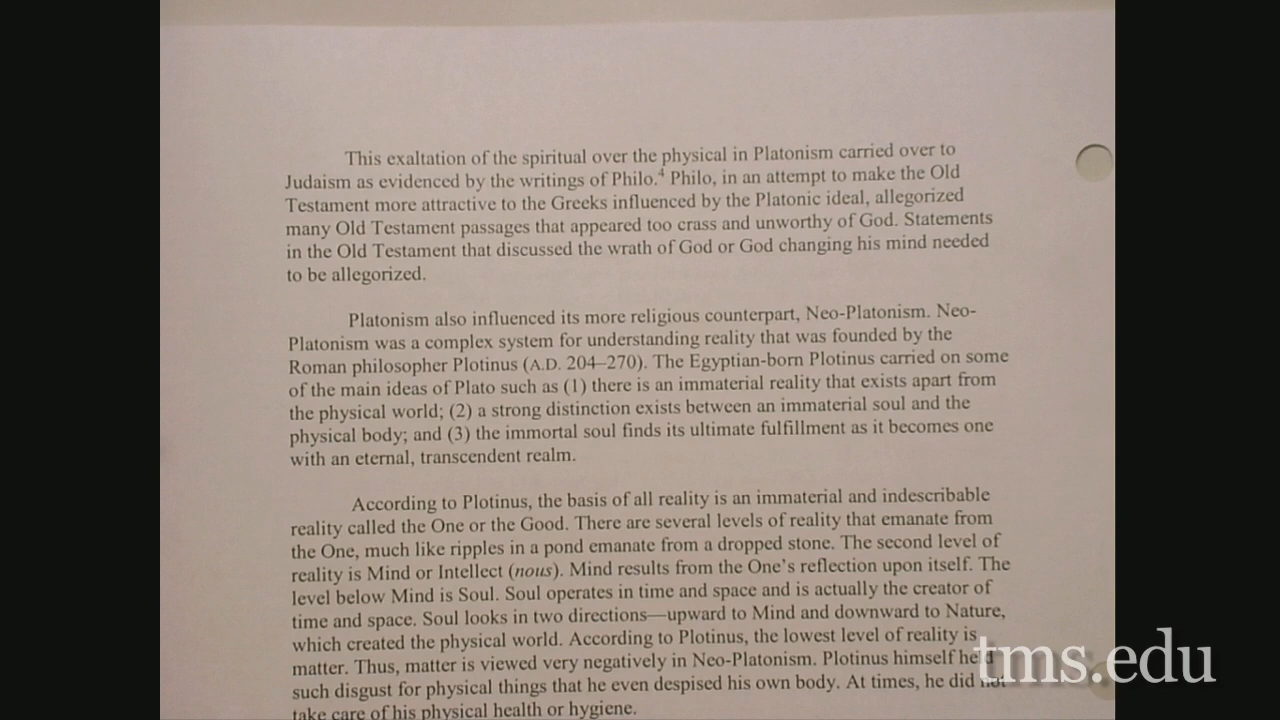 This exaltation of the spiritual over the physical in Platonism carried over to
Judaism as evidenced by the writings of Philo.4 Philo, in an attempt to make the Old
Testament more attractive to the Greeks influenced by the Platonic ideal, allegorized
many Old Testament passages that appeared too crass and unworthy of God. Statements
in the Old Testament that discussed the wrath of God or God changing his mind needed
to be allegorized.
Platonism also influenced its more religious counterpart, Neo-Platonism. Neo-
Platonism was a complex system for understanding reality that was founded by the
Roman philosopher Plotinus (A.D. 204–270). The Egyptian-born Plotinus carried on some
of the main ideas of Plato such as (1) there is an immaterial reality that exists apart from
the physical world; (2) a strong distinction exists between an immaterial soul and the
physical body; and (3) the immortal soul finds its ultimate fulfillment as it becomes one
with an eternal, transcendent realm.
According to Plotinus, the basis of all reality is an immaterial and indescribable
reality called the One or the Good. There are several levels of reality that emanate from
the One, much like ripples in a pond emanate from a dropped stone. The second level of
reality is Mind or Intellect (nous). Mind results from the One's reflection upon itself. The
level below Mind is Soul. Soul operates in time and space and is actually the creator of
time and space. Soul looks in two directions—upward to Mind and downward to Nature,
which created the physical world. According to Plotinus, the lowest level of reality is
matter. Thus, matter is viewed very negatively in Neo-Platonism. Plotinus himself held
such disgust for physical things that he even despised his own body. At times, he did not
take care of his physical health or hygiene.
tms.edu